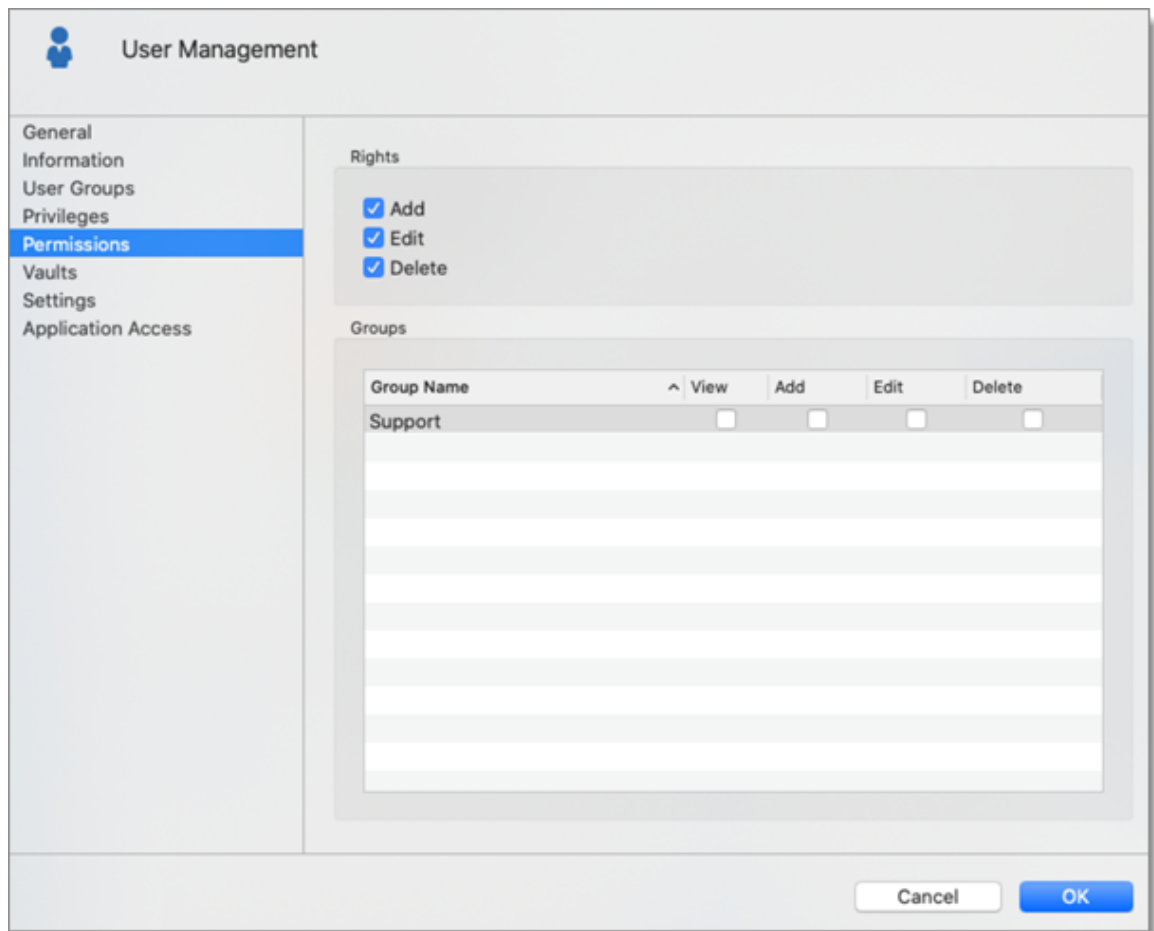 User Management
General
Information
User Groups
Privileges
Permissions
Vaults
Settings
Application Access
Rights
Add
Edit
Delete
Groups
Group Name View Add Edit Delete
Support
Cancel OK